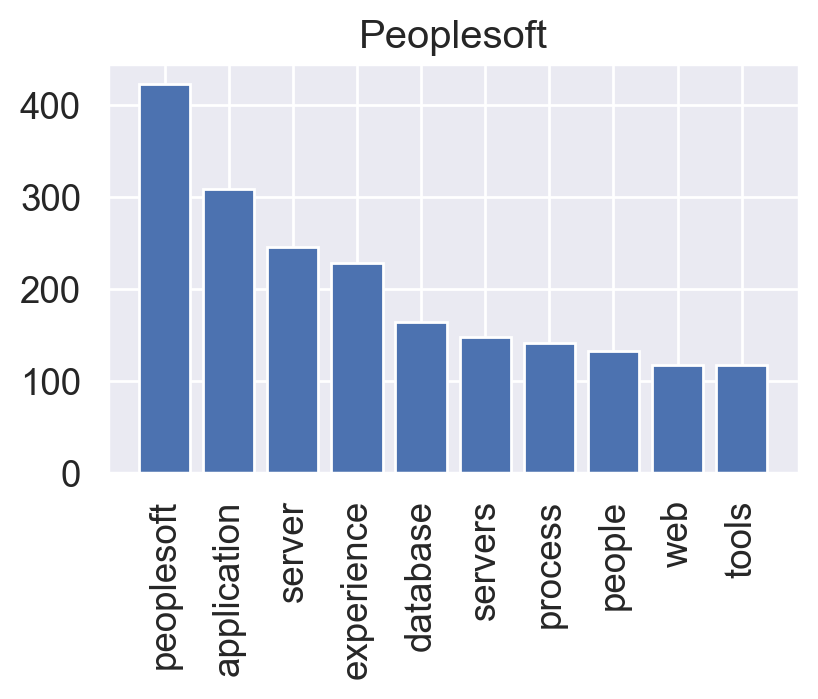 Peoplesoft
400
300
200
100
0
peoplesoft
application
server
experience
database
servers
process
people
web
tools